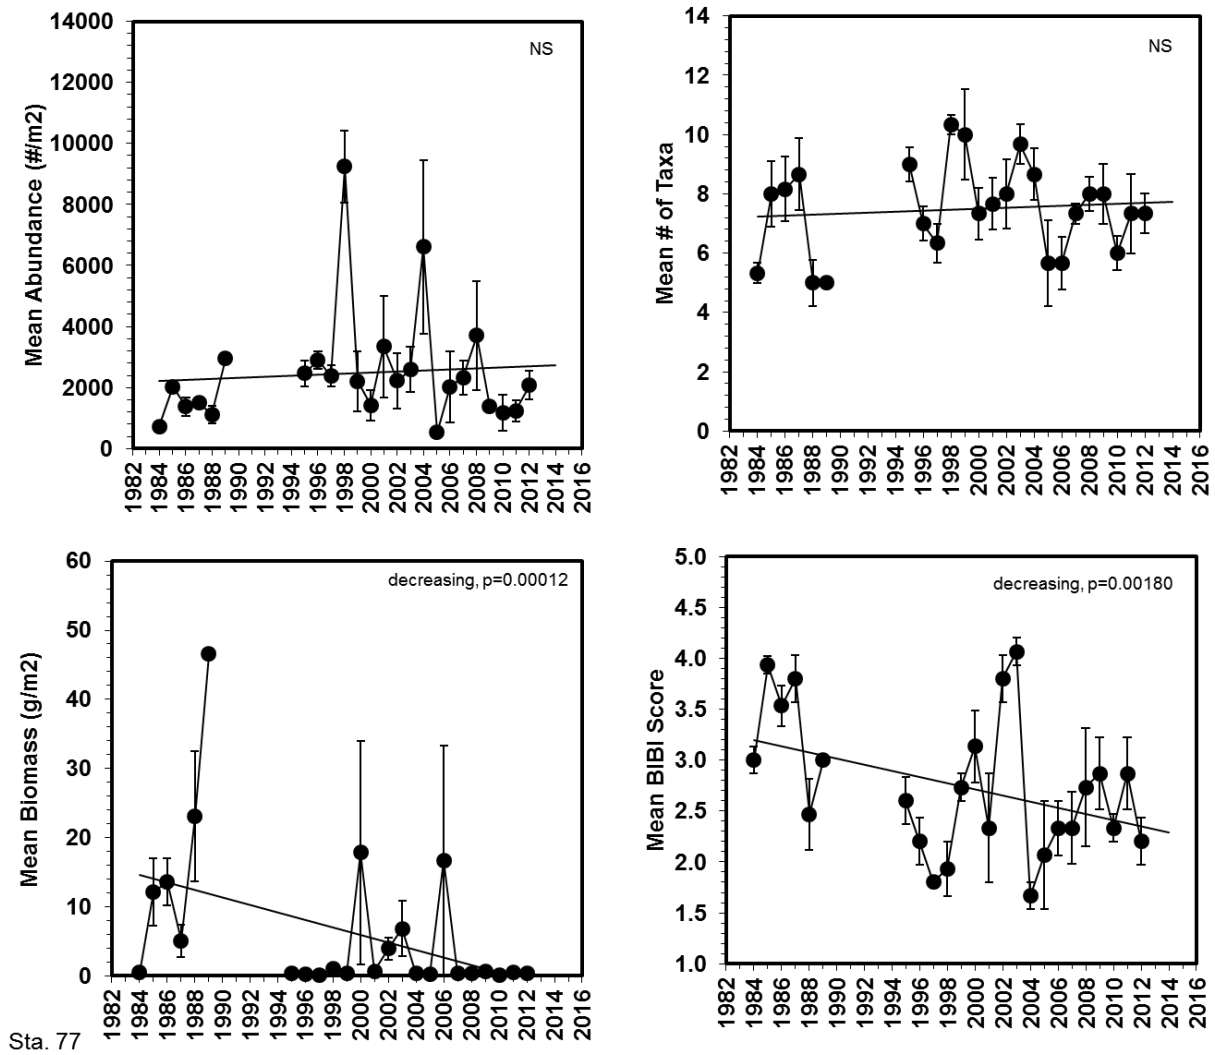 14000
12000
10000
8000
6000
4000
2000
0
Mean Abundance (#/m2)
NS
1982 1984 1986 1988 1990 1992 1994 1996 1998 2000 2002 2004 2006 2008 2010 2012 2014 2016
14
12
10
8
6
4
2
0
Mean # of Taxa
NS
1982 1984 1986 1988 1990 1992 1994 1996 1998 2000 2002 2004 2006 2008 2010 2012 2014 2016
60
50
40
30
20
10
0
Mean Biomass (g/m2)
decreasing, p=0.00012
1982 1984 1986 1988 1990 1992 1994 1996 1998 2000 2002 2004 2006 2008 2010 2012 2014 2016
5.0
4.5
4.0
3.5
3.0
2.5
2.0
1.5
1.0
Mean BIBI Score
decreasing, p=0.00180
1982 1984 1986 1988 1990 1992 1994 1996 1998 2000 2002 2004 2006 2008 2010 2012 2014 2016
Sta. 77